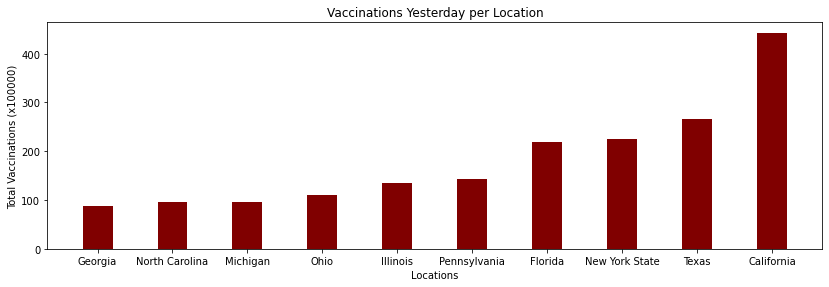 Vaccinations Yesterday per Location
Total Vaccinations (x100000)
400
300
200
100
0
Georgia North Carolina Michigan Ohio Illinois Pennsylvania Florida New York State Texas California
Locations